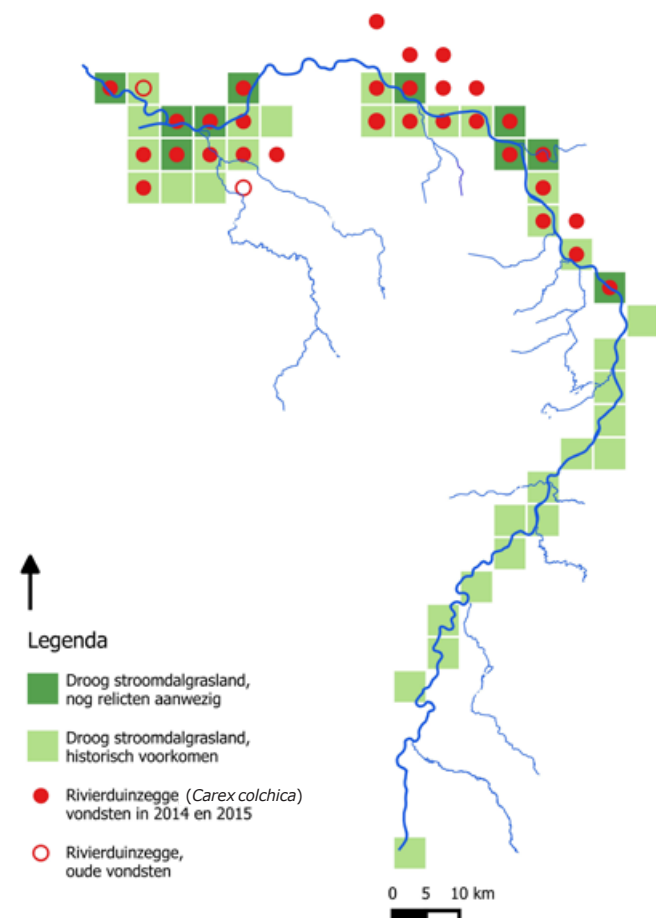 Legenda
Droog stroomdalgrasland,
nog relicten aanwezig
Droog stroomdalgrasland,
historisch voorkomen
Rivierduinzegge (Carex colchica)
vondsten in 2014 en 2015
Rivierduinzegge,
oude vondsten
0 5 10 km